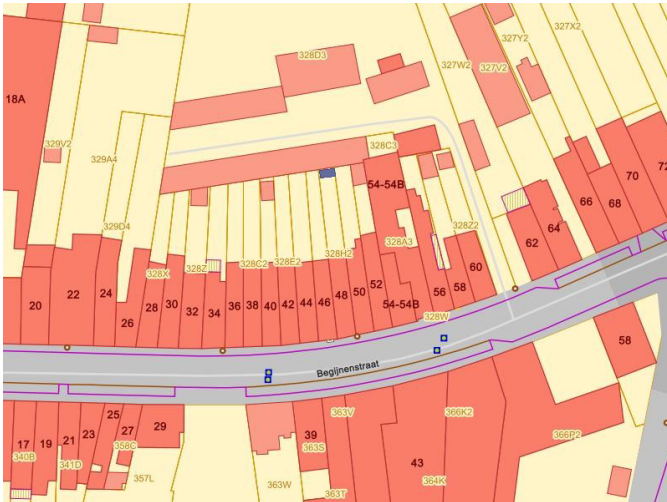 327X2
327Y2
328D3
327W2
327V2
18A
329V2
328C3
70
72
329A4
66
68
54-54B
328Z2
64
329D4
62
328A3
328H2
328C2
328E2
328Z
328X
60
22
24
20
26
28
30
32
34
36
38
40
42
44
46
48
50
52
54-54B
56
58
328W
58
Begijnenstraat
363V
366K2
25
17
19
21
23
27
29
39
366P2
358C
363S
340B
341D
43
357L
363W
363T
364K